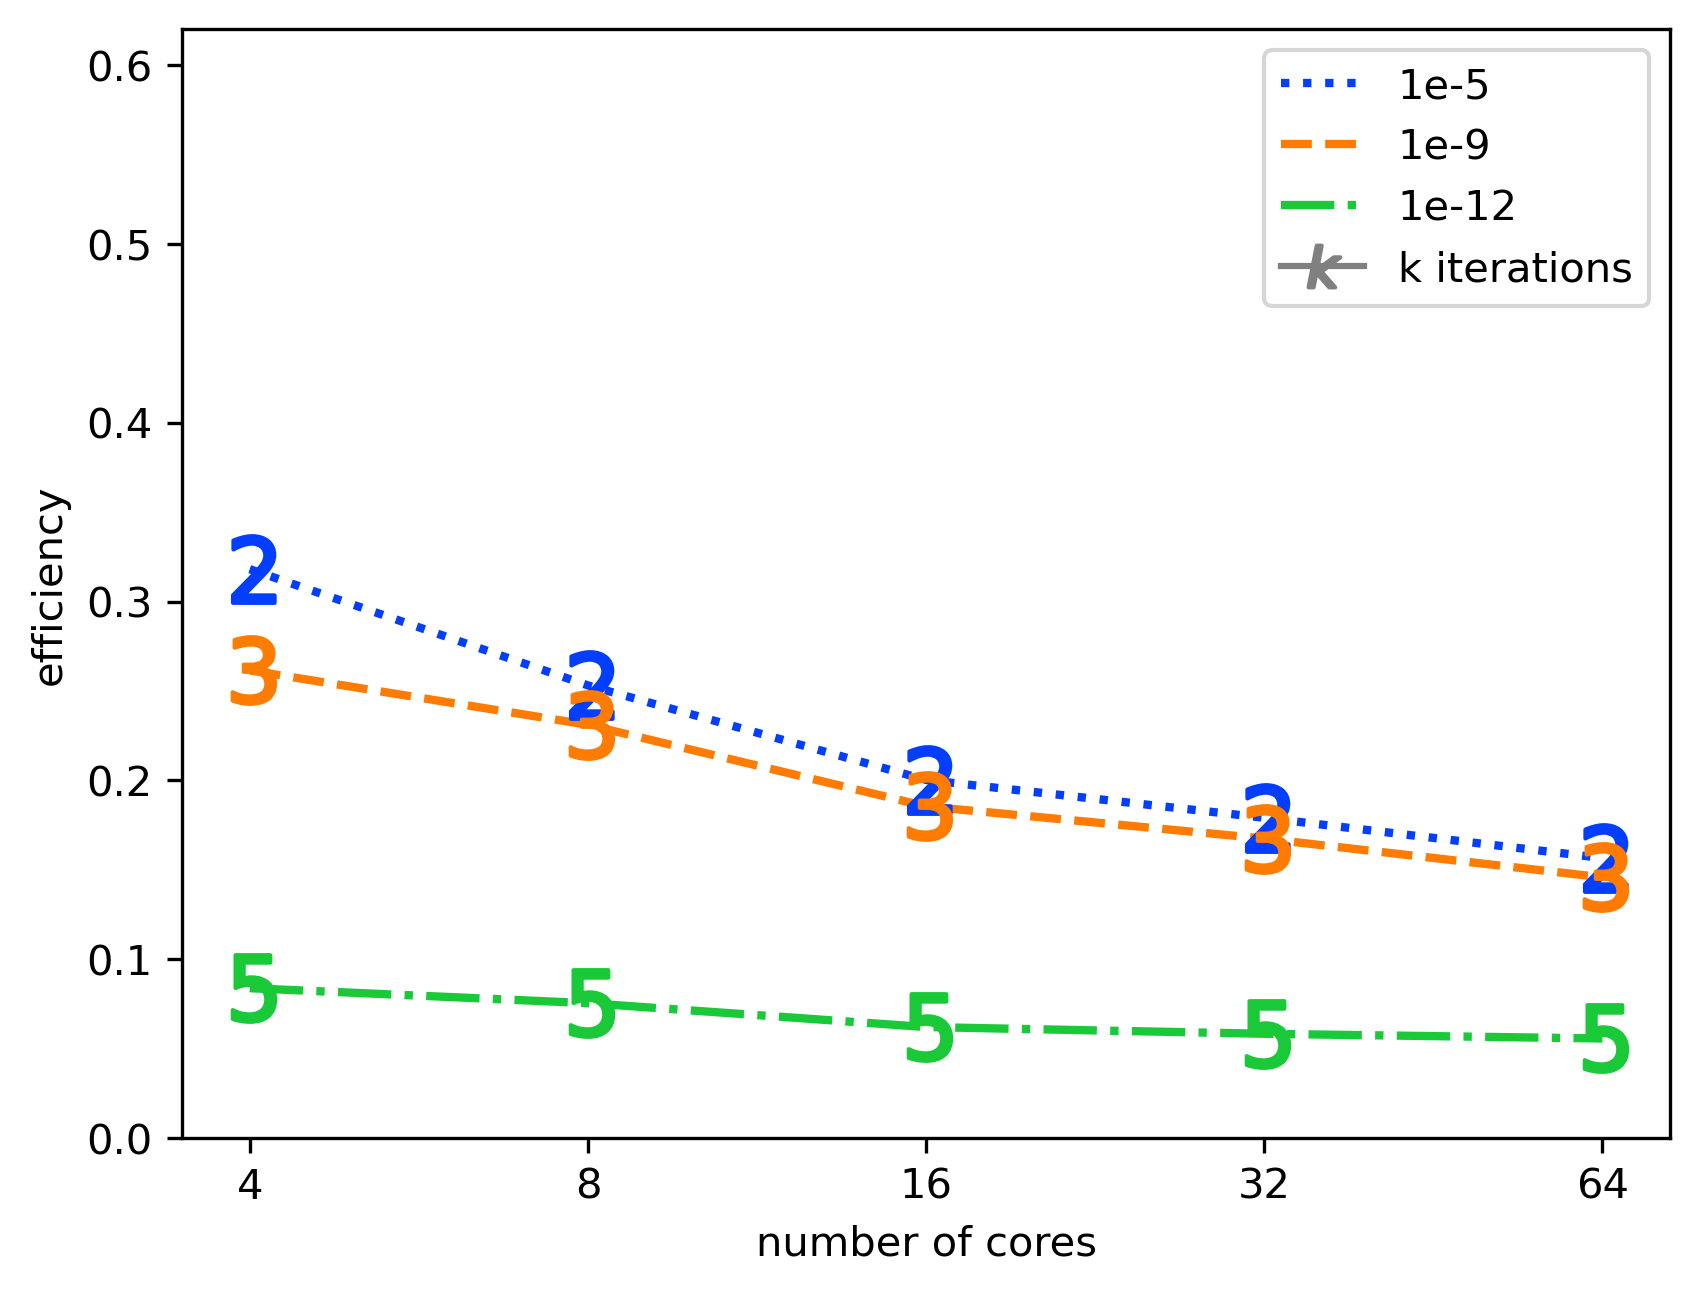 0.6
0.5
0.4
0.3
0.2
0.1
0.0
efficiency
1e-5
1e-9
1e-12
k k iterations
2 2 2 2 2
3 3 3 3 3
5 5 5 5 5
4 8 16 32 64
number of cores